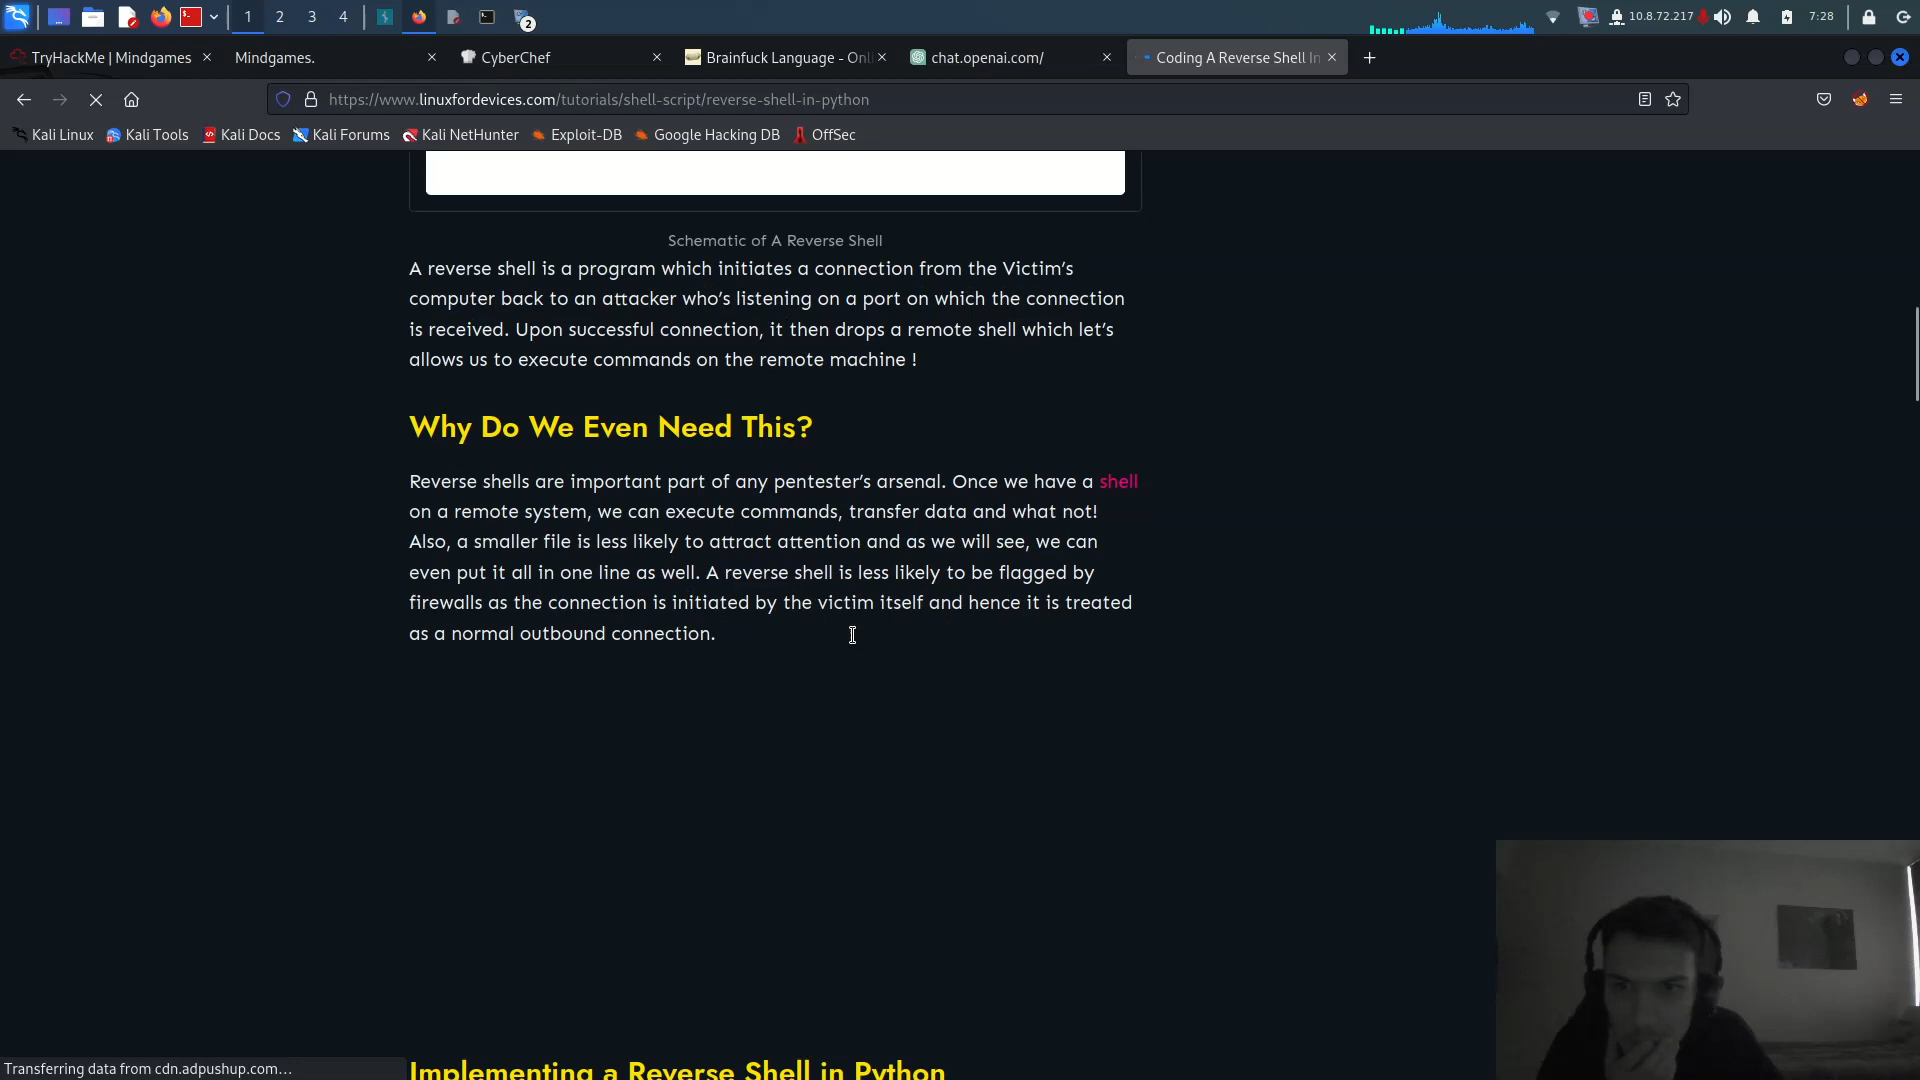 1
2
3
4
2
10.8.72.217
7:28
TryHackMe | Mindgames
Mindgames.
CyberChef
Brainfuck Language - Onl
chat.openai.com/
Coding A Reverse Shell In
https://www.linuxfordevices.com/tutorials/shell-script/reverse-shell-in-python
Kali Linux
Kali Tools
Kali Docs
Kali Forums
Kali NetHunter
Exploit-DB
Google Hacking DB
OffSec
Schematic of A Reverse Shell
A reverse shell is a program which initiates a connection from the Victim’s
computer back to an attacker who’s listening on a port on which the connection
is received. Upon successful connection, it then drops a remote shell which let’s
allows us to execute commands on the remote machine !
Why Do We Even Need This?
Reverse shells are important part of any pentester’s arsenal. Once we have a shell
on a remote system, we can execute commands, transfer data and what not!
Also, a smaller file is less likely to attract attention and as we will see, we can
even put it all in one line as well. A reverse shell is less likely to be flagged by
firewalls as the connection is initiated by the victim itself and hence it is treated
as a normal outbound connection.
Implementing a Reverse Shell in Python
Transferring data from cdn.adpushup.com…